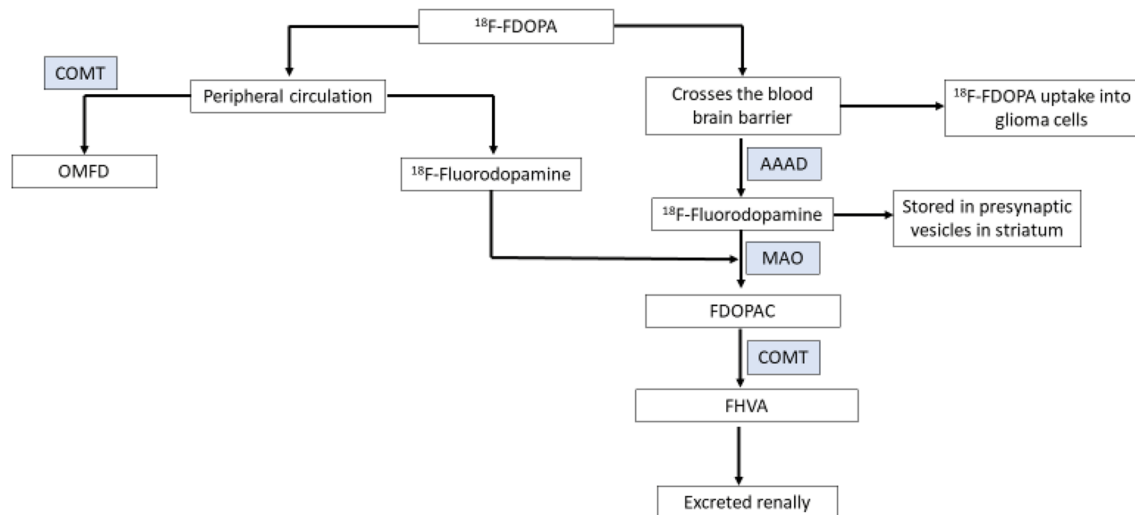 ¹⁸F-FDOPA
COMT
Peripheral circulation
Crosses the blood
brain barrier
¹⁸F-FDOPA uptake into
glioma cells
OMFD
¹⁸F-Fluorodopamine
AAAD
¹⁸F-Fluorodopamine
Stored in presynaptic
vesicles in striatum
MAO
FDOPAC
COMT
FHVA
Excreted renally